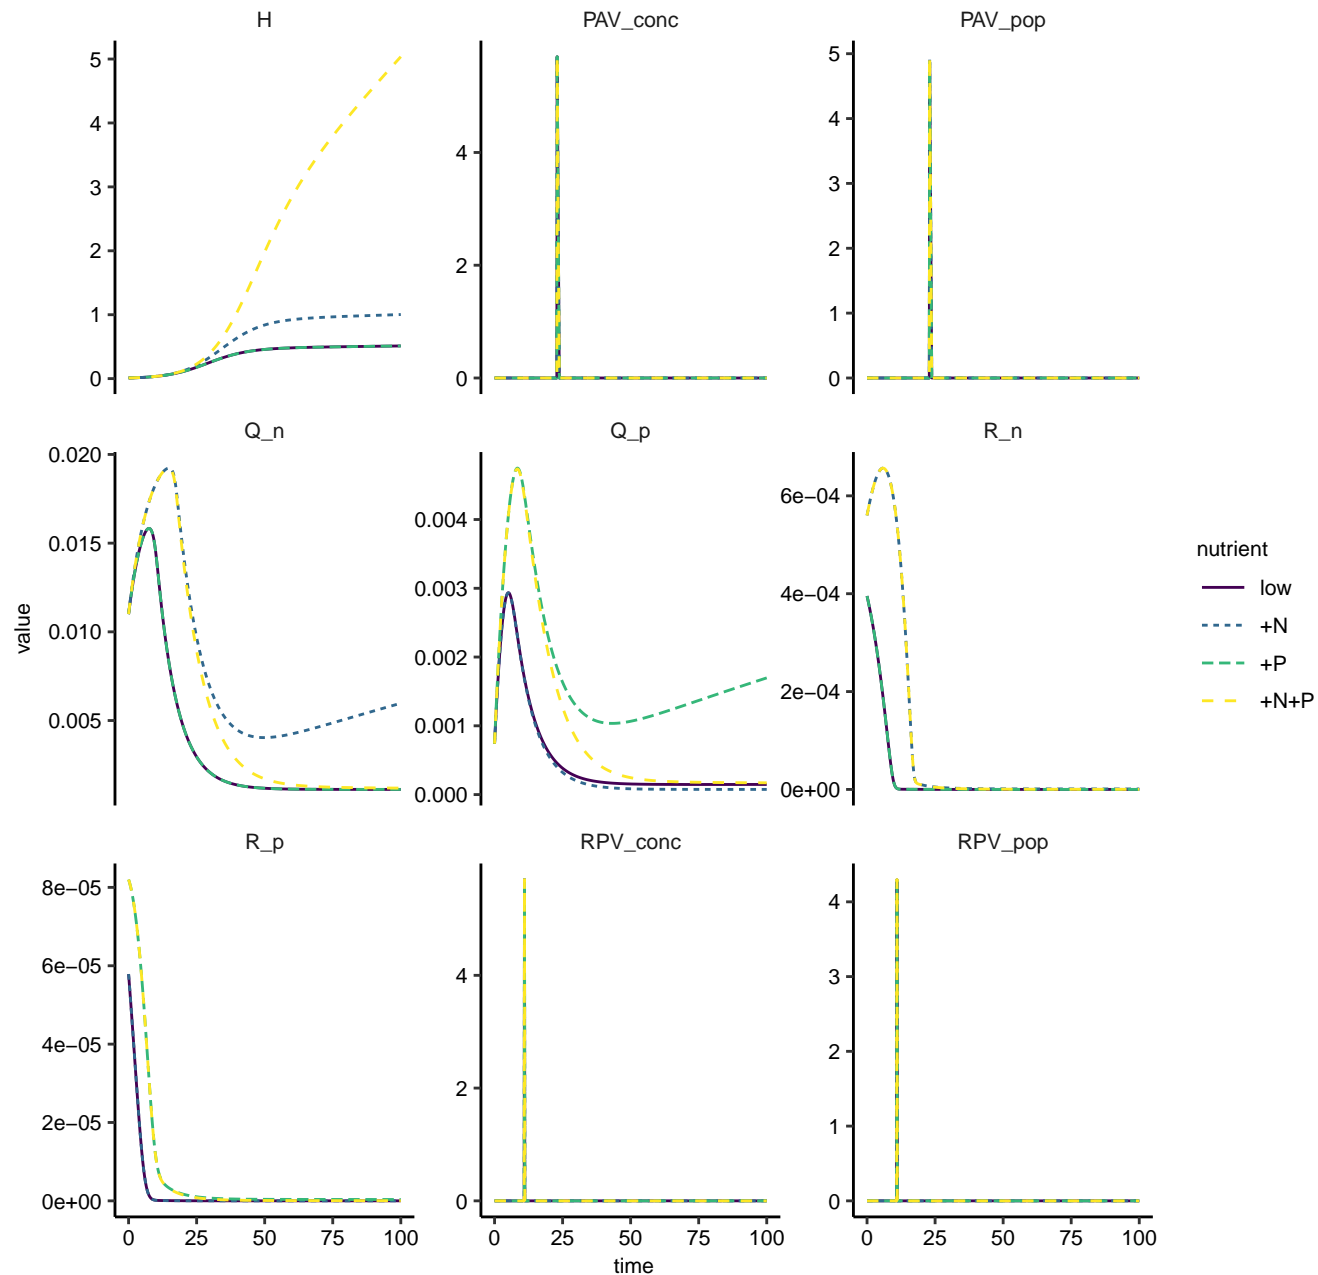 H
PAV_conc
PAV_pop
5
4
3
2
1
0
4
2
0
5
4
3
2
1
0
Q_n
Q_p
R_n
0.020
0.015
0.010
0.005
0.004
0.003
0.002
0.001
0.000
6e−04
4e−04
2e−04
0e+00
value
nutrient
low
+N
+P
+N+P
R_p
RPV_conc
RPV_pop
8e−05
6e−05
4e−05
2e−05
0e+00
4
2
0
4
3
2
1
0
0 25 50 75 100
0 25 50 75 100
0 25 50 75 100
time